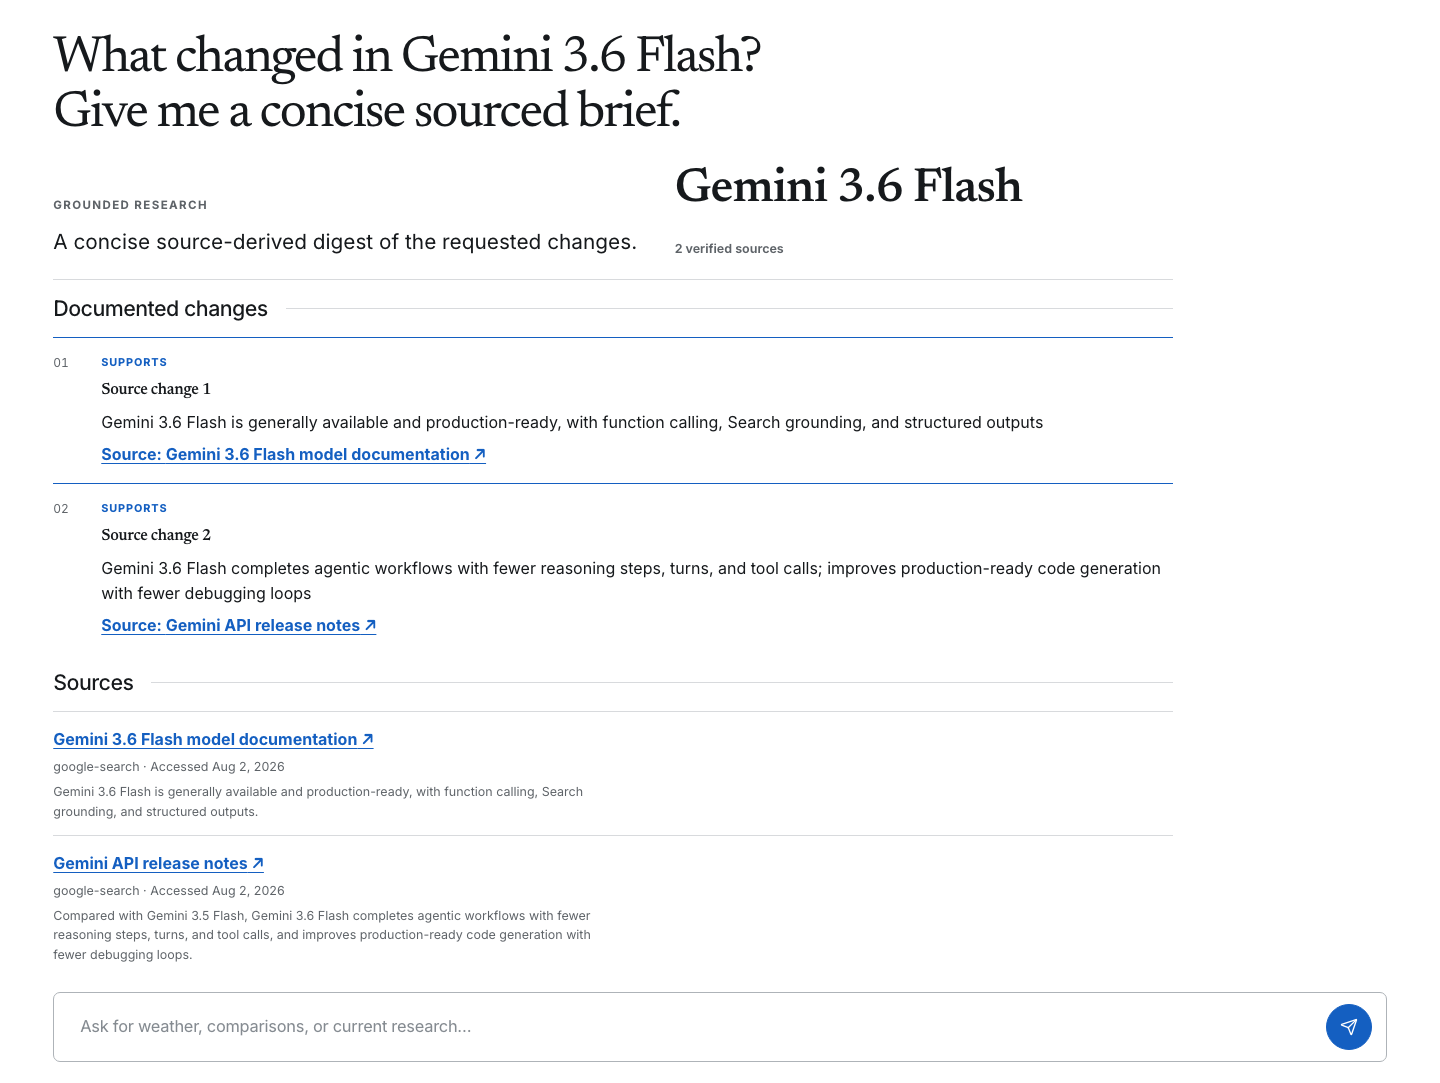 What changed in Gemini 3.6 Flash?
Give me a concise sourced brief.
GROUNDED RESEARCH
A concise source-derived digest of the requested changes.
Gemini 3.6 Flash
2 verified sources
Documented changes
01
SUPPORTS
Source change 1
Gemini 3.6 Flash is generally available and production-ready, with function calling, Search grounding, and structured outputs
Source: Gemini 3.6 Flash model documentation ↗
02
SUPPORTS
Source change 2
Gemini 3.6 Flash completes agentic workflows with fewer reasoning steps, turns, and tool calls; improves production-ready code generation
with fewer debugging loops
Source: Gemini API release notes ↗
Sources
Gemini 3.6 Flash model documentation ↗
google-search · Accessed Aug 2, 2026
Gemini 3.6 Flash is generally available and production-ready, with function calling, Search
grounding, and structured outputs.
Gemini API release notes ↗
google-search · Accessed Aug 2, 2026
Compared with Gemini 3.5 Flash, Gemini 3.6 Flash completes agentic workflows with fewer
reasoning steps, turns, and tool calls, and improves production-ready code generation with
fewer debugging loops.
Ask for weather, comparisons, or current research...